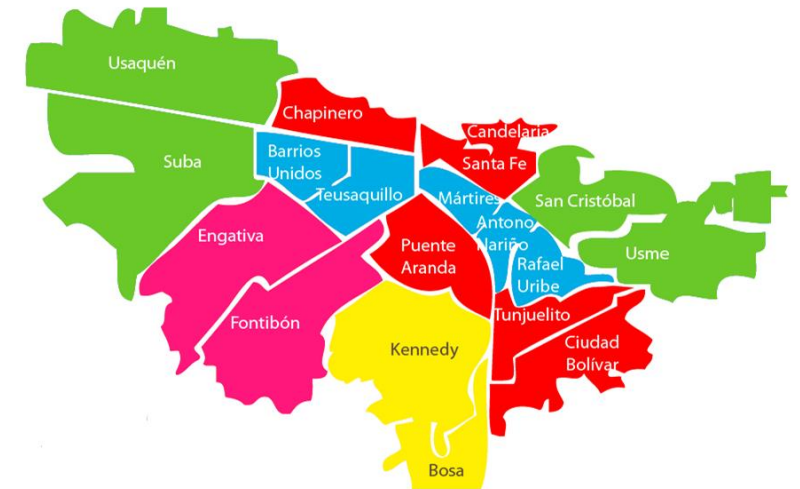 Usaquén
Chapinero
Candelaria
Santa Fe
Suba
Barrios
Unidos
Teusaquillo
Mártires
San Cristóbal
Antono
Nariño
Engativa
Puente
Aranda
Usme
Rafael
Uribe
Fontibón
Tunjuelito
Kennedy
Ciudad
Bolívar
Bosa